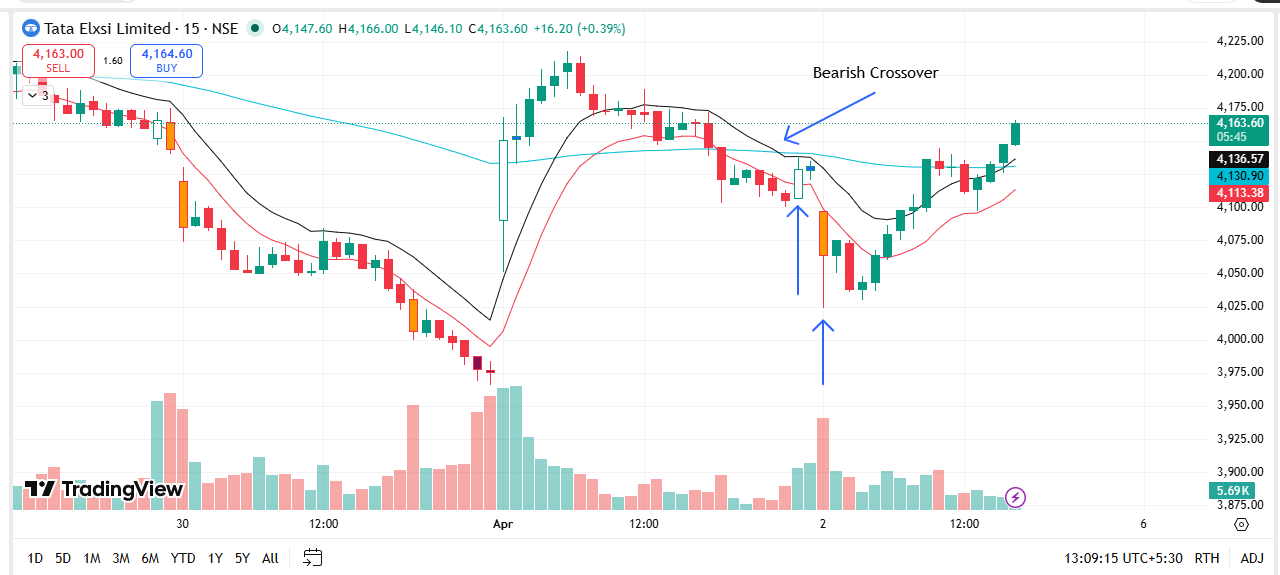 Tata Elxsi Limited · 15 · NSE O4,147.60 H4,166.00 L4,146.10 C4,163.60 +16.20 (+0.39%)
4,163.00 SELL 1.60 4,164.60 BUY
3
Bearish Crossover
4,225.00
4,200.00
4,175.00
4,163.60
05:45
4,136.57
4,130.90
4,113.38
4,100.00
4,075.00
4,050.00
4,025.00
4,000.00
3,975.00
3,950.00
3,925.00
3,900.00
5.69 K
3,875.00
TradingView
30 12:00 Apr 12:00 2 12:00 6
1D 5D 1M 3M 6M YTD 1Y 5Y All 13:09:15 UTC+5:30 RTH ADJ